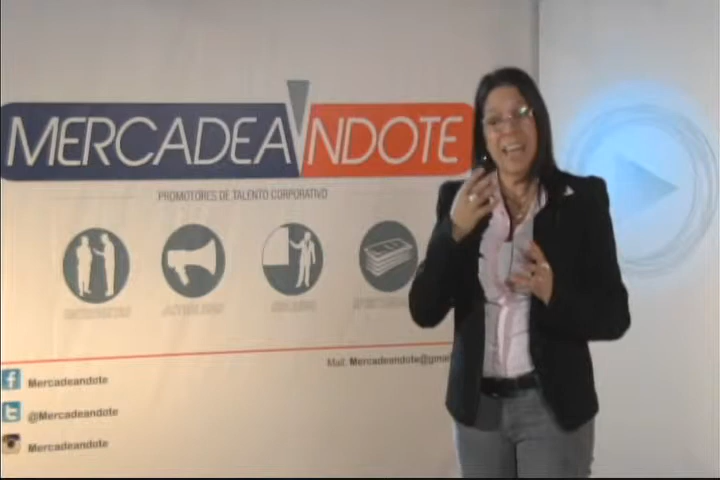 MERCADEANDOTE
PROMOTORES DE TALENTO CORPORATIVO
Mail: Mercadeandote@gmai
Mercadeandote
@Mercadeandote
Mercadeandote